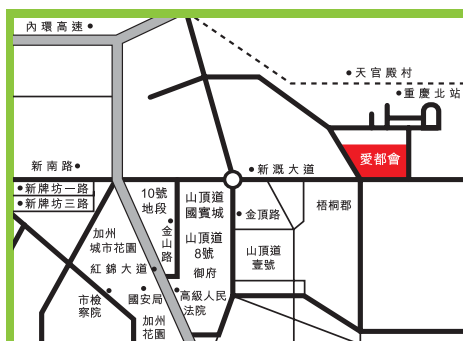 內環高速
天官殿村
重慶北站
愛都會
新南路
新溉大道
新牌坊一路
新牌坊三路
10號
地段
山頂道
國賓城
梧桐郡
金頂路
金山路
加州
城市花園
山頂道
8號
山頂道
壹號
紅錦大道
御府
市檢
察院
國安局
高級人民
法院
加州
花園